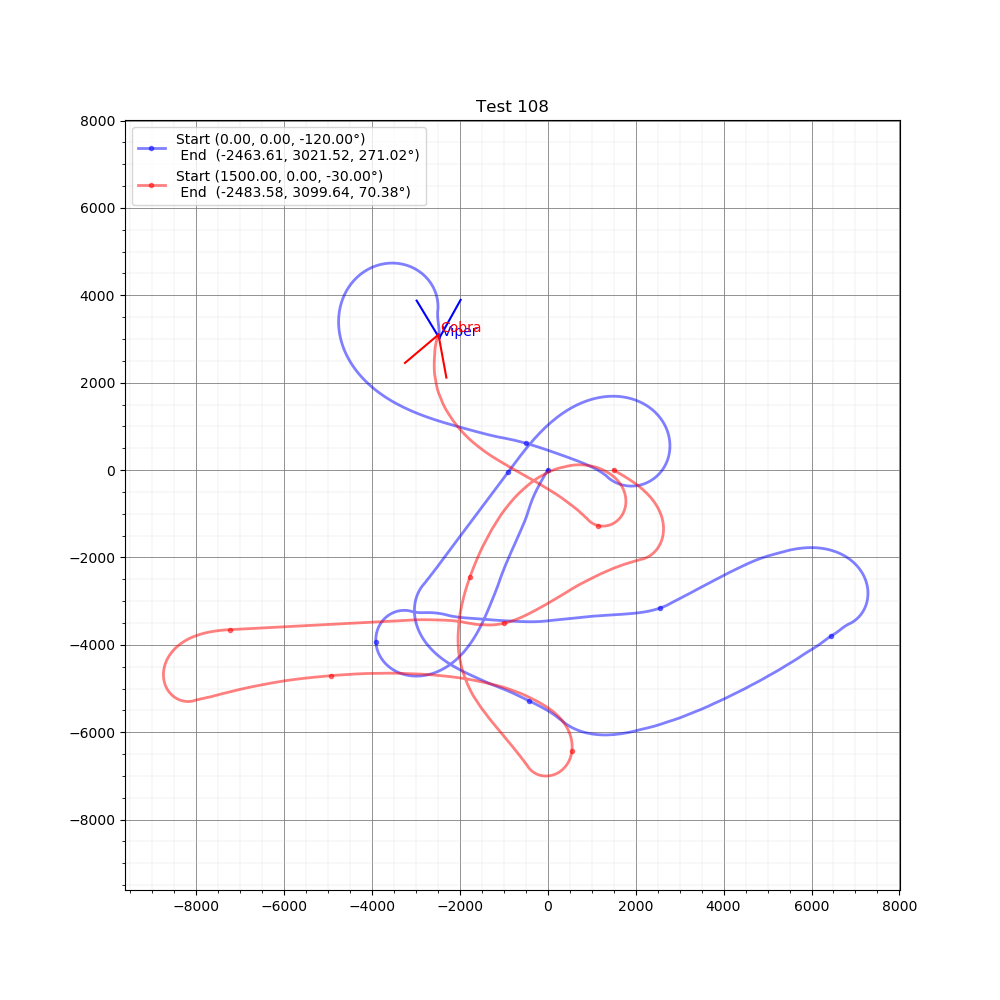 Test 108
Start (0.00, 0.00, -120.00°)
End (-2463.61, 3021.52, 271.02°)
Start (1500.00, 0.00, -30.00°)
End (-2483.58, 3099.64, 70.38°)
8000
6000
4000
2000
0
−2000
−4000
−6000
−8000
Cobra
Viper
−8000 −6000 −4000 −2000 0 2000 4000 6000 8000